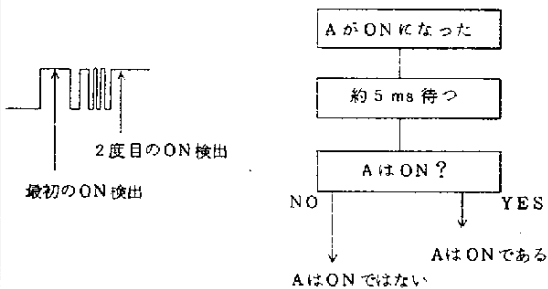 2度目のON検出
最初のON検出
AがONになった
約5ms待つ
AはON?
NO
YES
AはONである
AはONではない